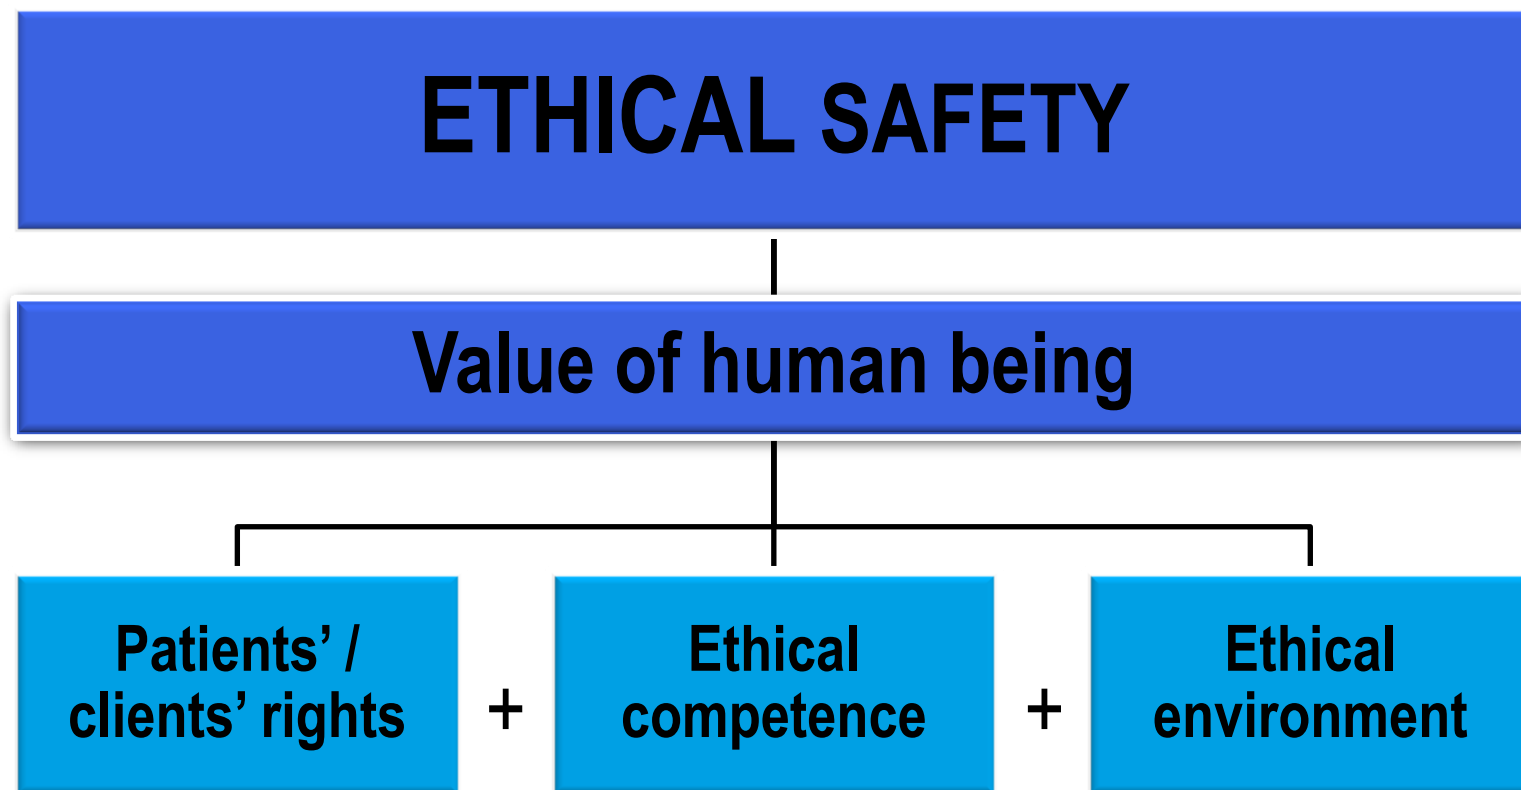 ETHICAL SAFETY
Value of human being
Patients’ /
clients’ rights
+
Ethical
competence
+
Ethical
environment